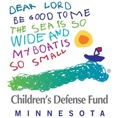 DEAR LORD
BE GOOD TO ME
THE SEA IS SO
WIDE AND
MY BOAT IS
SO SMALL
Children's Defense Fund
MINNESOTA